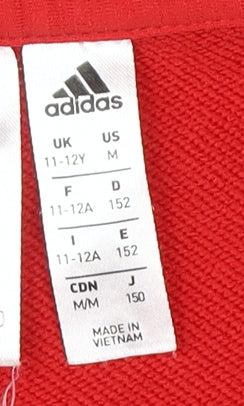 adidas
UK US
11-12Y M
F D
11-12A 152
I E
11-12A 152
CDN J
M/M 150
MADE IN
VIETNAM